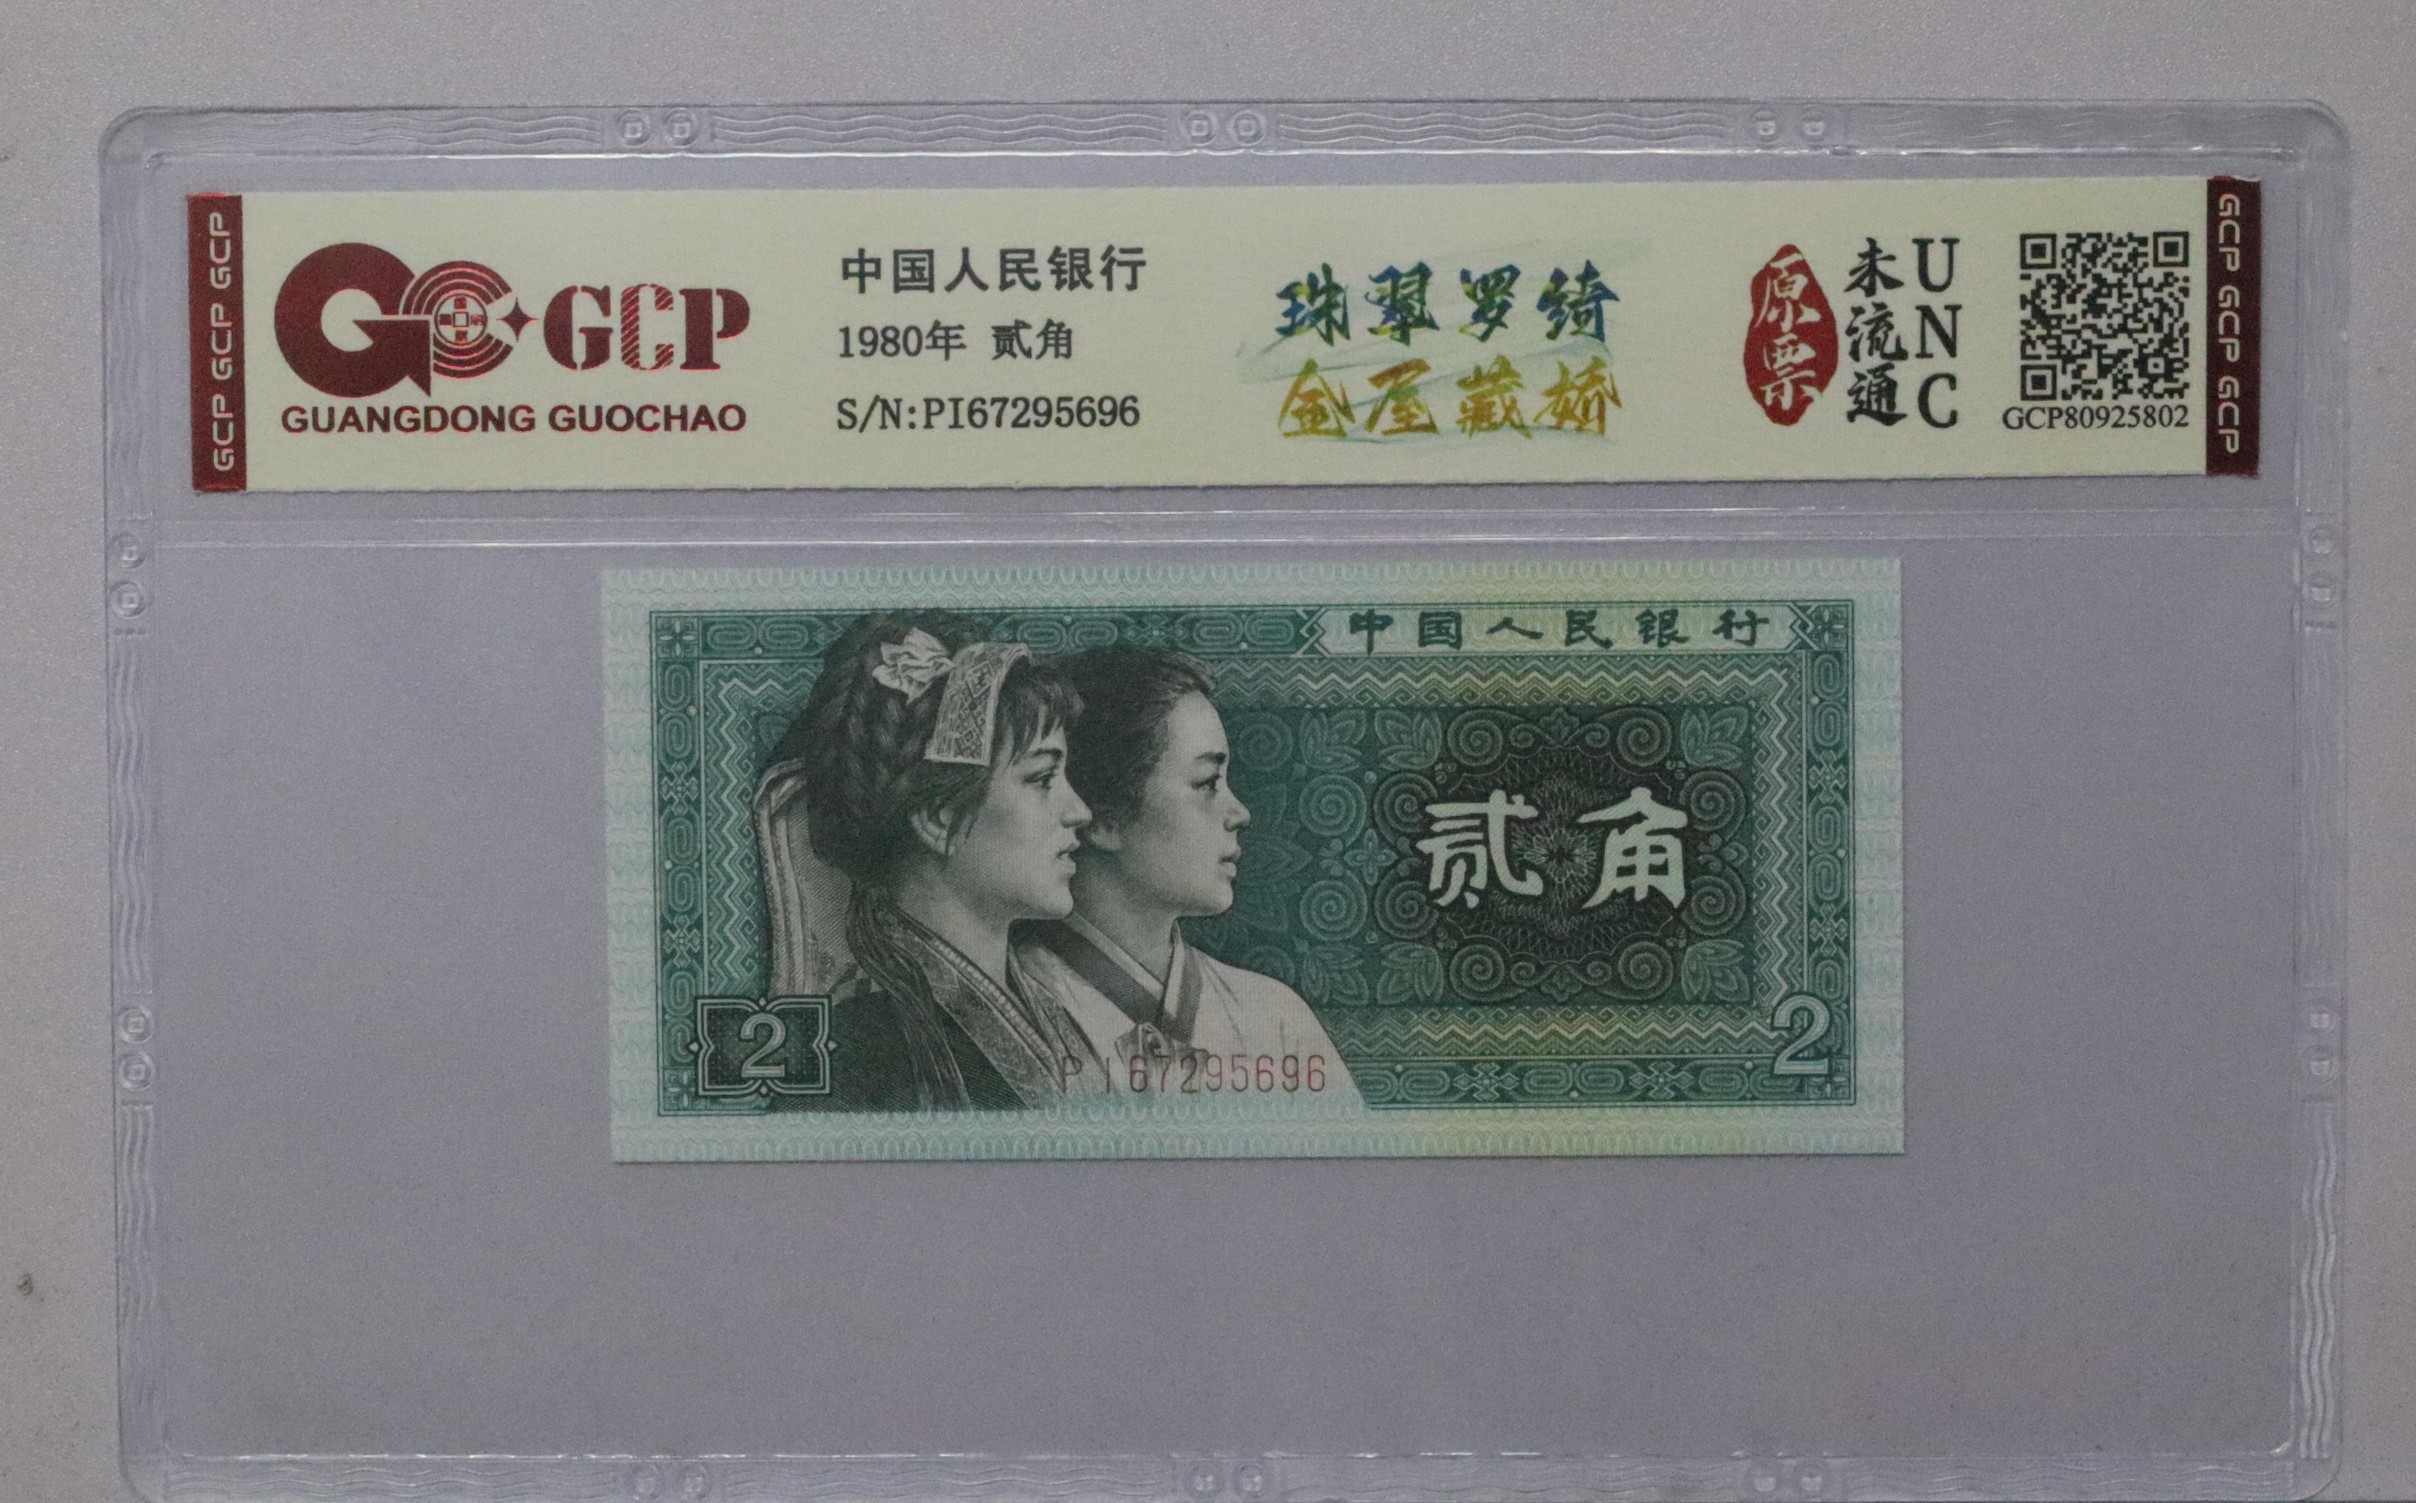 GCP GCP GCP
GCP
GUANGDONG GUOCHAO
中国人民银行
1980年 贰角
S/N:PI67295696
珠翠罗绮
金屋藏娇
原票
未流通
UNC
GCP80925802
GCP GCP GCP
中国人民银行
贰角
2
PI67295696
2